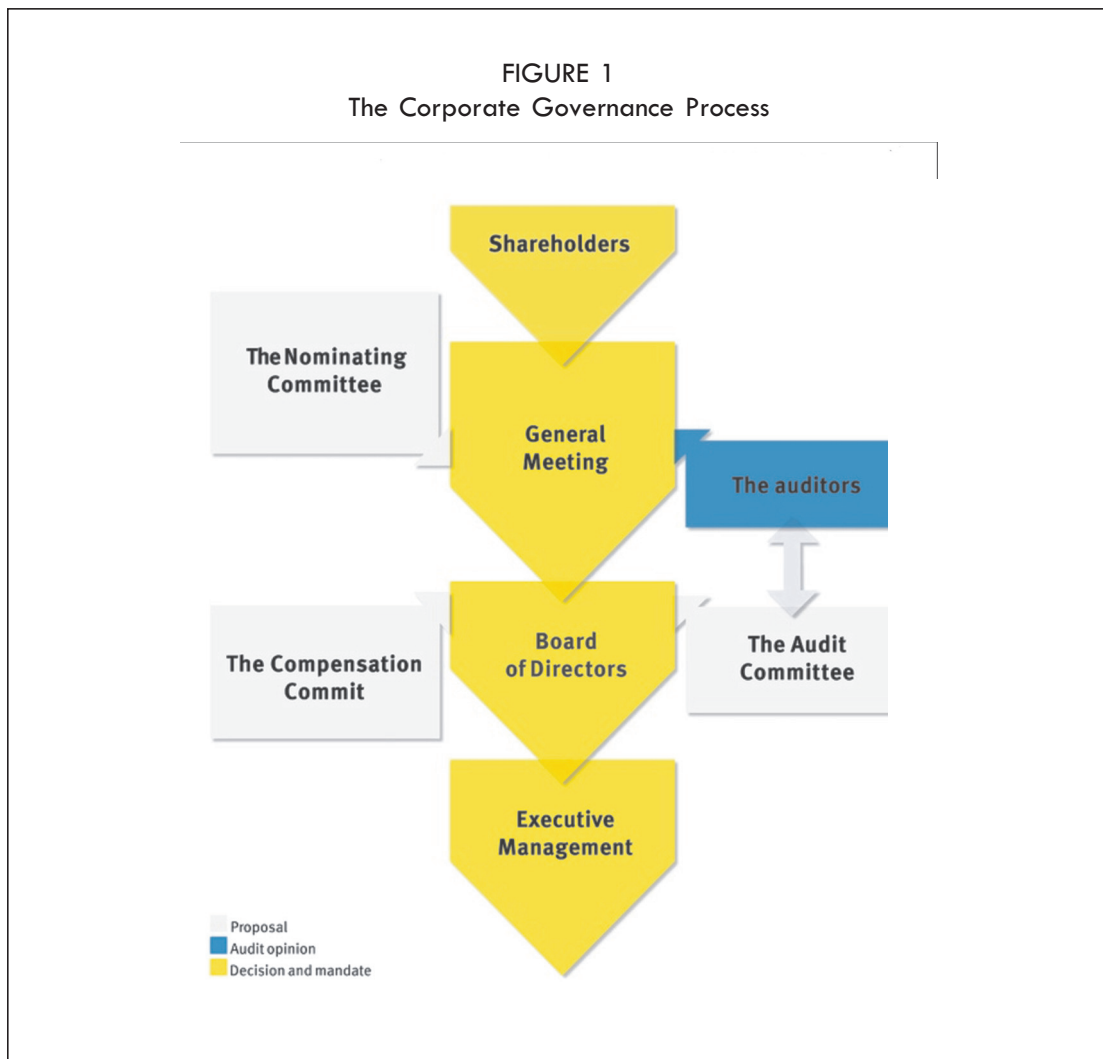 FIGURE 1
The Corporate Governance Process
Shareholders
The Nominating
Committee
General
Meeting
The auditors
Board
of Directors
The Compensation
Commit
The Audit
Committee
Executive
Management
Proposal
Audit opinion
Decision and mandate